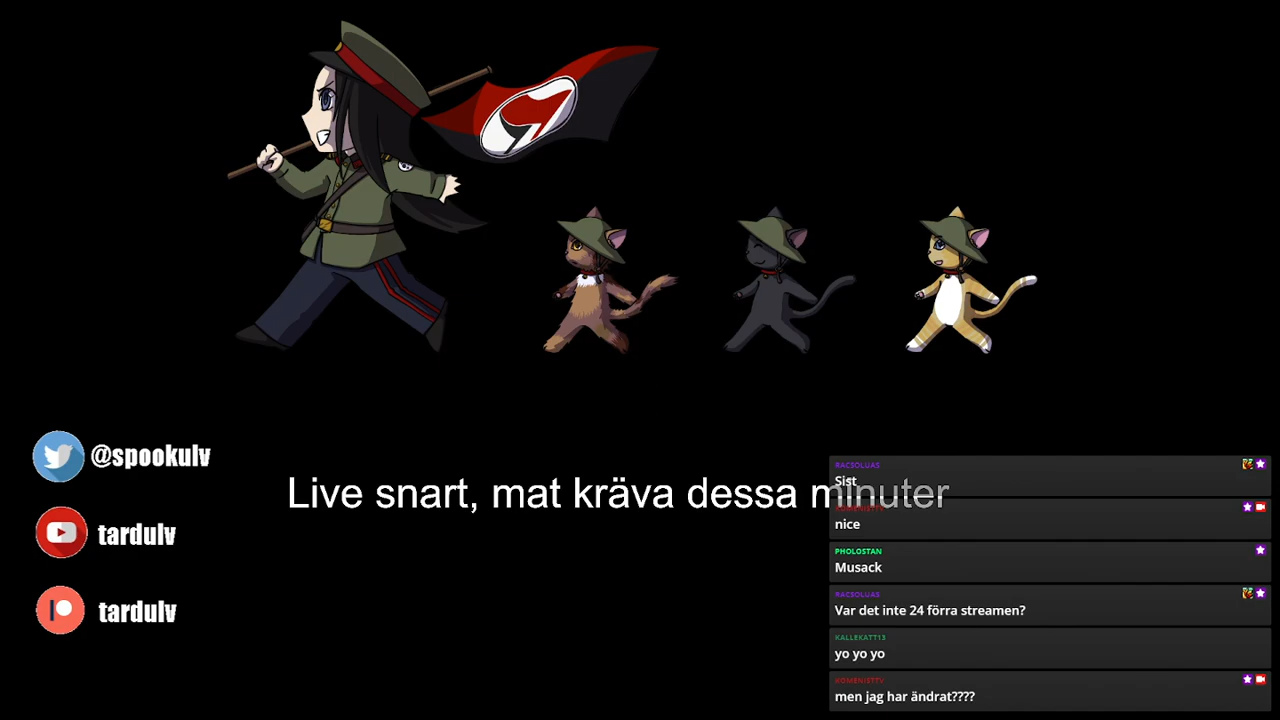 @spookulv
Live snart, mat kräva dessa minuter
tardulv
tardulv
RACSOLUAS
Sist
KOMENISTTV
nice
PHOLOSTAN
Musack
RACSOLUAS
Var det inte 24 förra streamen?
KALLEKATT13
yo yo yo
KOMENISTTV
men jag har ändrat????